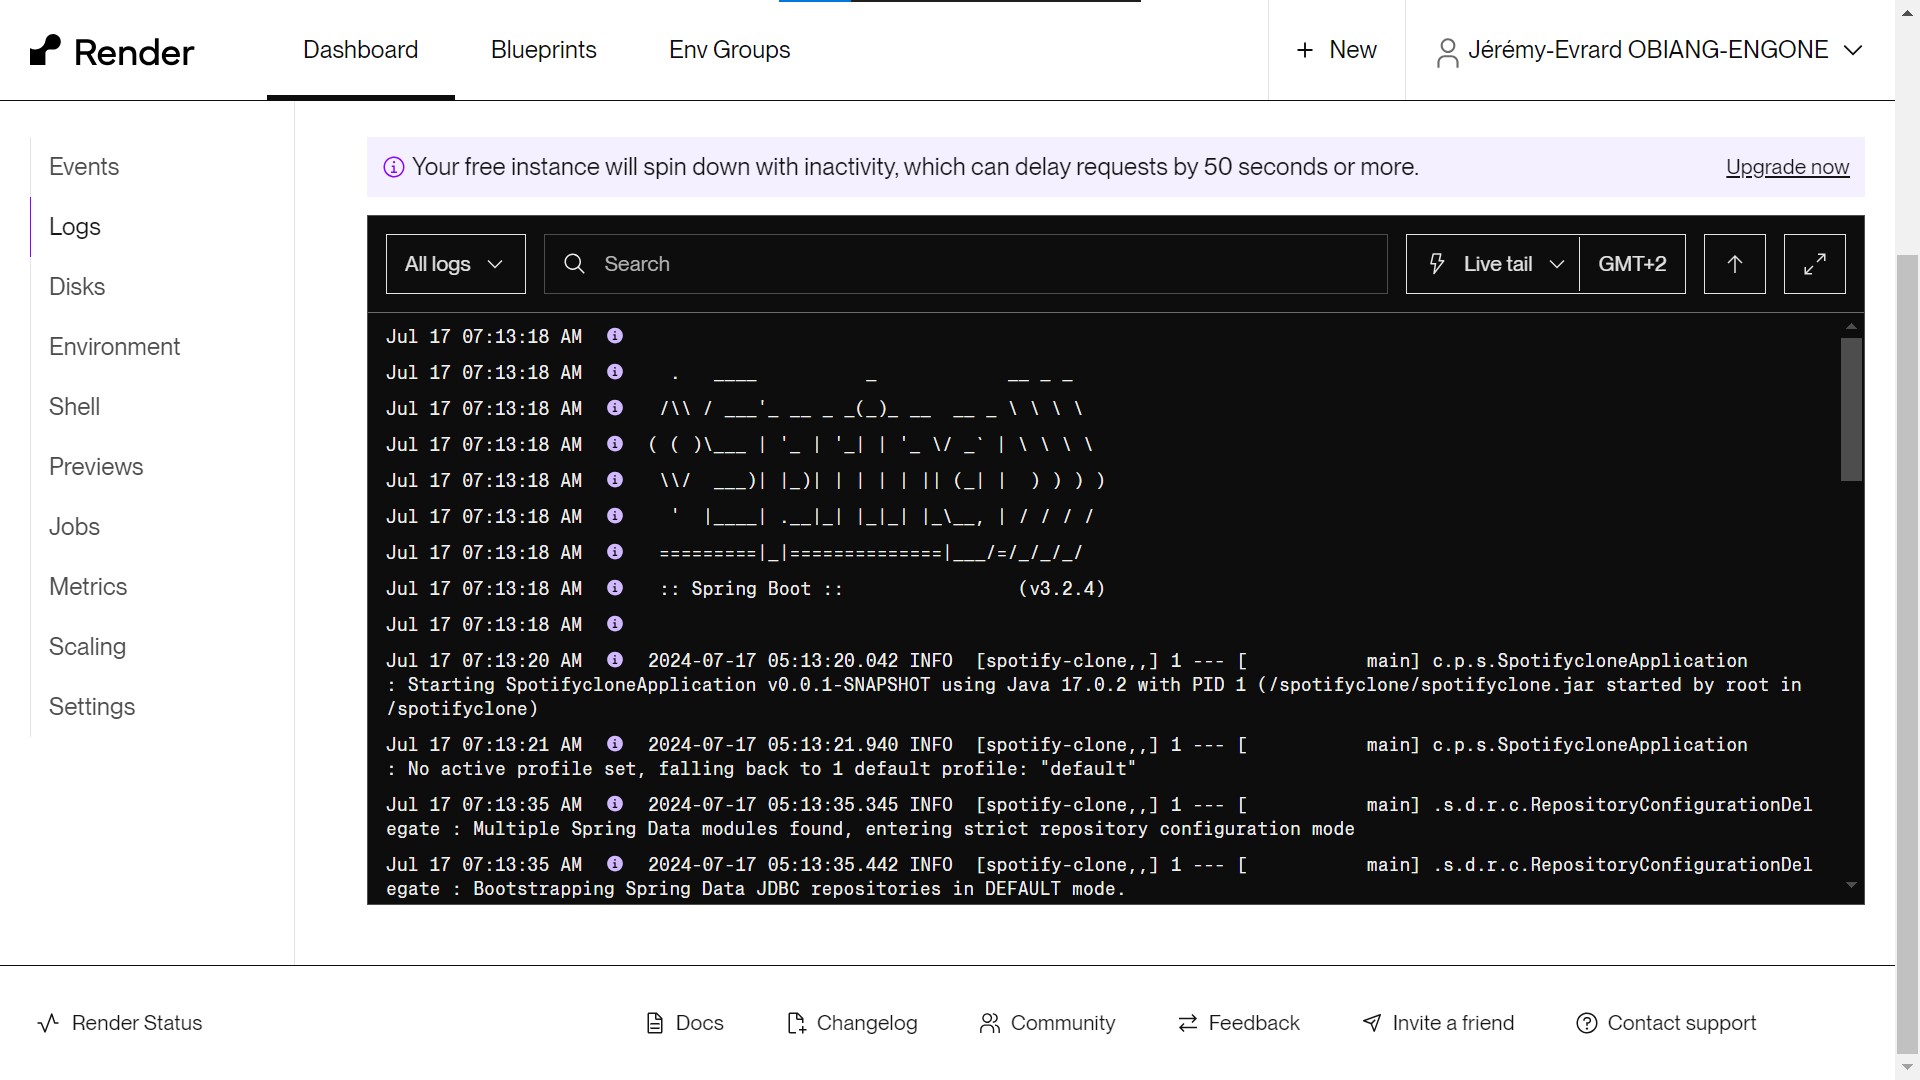 Render
Dashboard
Blueprints
Env Groups
+ New
Jérémy-Evrard OBIANG-ENGONE
Events
Logs
Disks
Environment
Shell
Previews
Jobs
Metrics
Scaling
Settings
Your free instance will spin down with inactivity, which can delay requests by 50 seconds or more.
Upgrade now
All logs
Search
Live tail
GMT+2
Jul 17 07:13:18 AM
Jul 17 07:13:18 AM   .   ____          _            __ _ _
Jul 17 07:13:18 AM  /\\ / ___'_ __ _ _(_)_ __  __ _ \ \ \ \
Jul 17 07:13:18 AM ( ( )\___ | '_ | '_| | '_ \/ _` | \ \ \ \
Jul 17 07:13:18 AM  \\/  ___)| |_)| | | | | || (_| |  ) ) ) )
Jul 17 07:13:18 AM   '  |____| .__|_| |_|_| |_\__, | / / / /
Jul 17 07:13:18 AM  =========|_|==============|___/=/_/_/_/
Jul 17 07:13:18 AM  :: Spring Boot ::                (v3.2.4)
Jul 17 07:13:18 AM
Jul 17 07:13:20 AM 2024-07-17 05:13:20.042 INFO [spotify-clone,,] 1 --- [           main] c.p.s.SpotifycloneApplication
: Starting SpotifycloneApplication v0.0.1-SNAPSHOT using Java 17.0.2 with PID 1 (/spotifyclone/spotifyclone.jar started by root in
/spotifyclone)
Jul 17 07:13:21 AM 2024-07-17 05:13:21.940 INFO [spotify-clone,,] 1 --- [           main] c.p.s.SpotifycloneApplication
: No active profile set, falling back to 1 default profile: "default"
Jul 17 07:13:35 AM 2024-07-17 05:13:35.345 INFO [spotify-clone,,] 1 --- [           main] .s.d.r.c.RepositoryConfigurationDel
egate : Multiple Spring Data modules found, entering strict repository configuration mode
Jul 17 07:13:35 AM 2024-07-17 05:13:35.442 INFO [spotify-clone,,] 1 --- [           main] .s.d.r.c.RepositoryConfigurationDel
egate : Bootstrapping Spring Data JDBC repositories in DEFAULT mode.
Render Status
Docs
Changelog
Community
Feedback
Invite a friend
Contact support